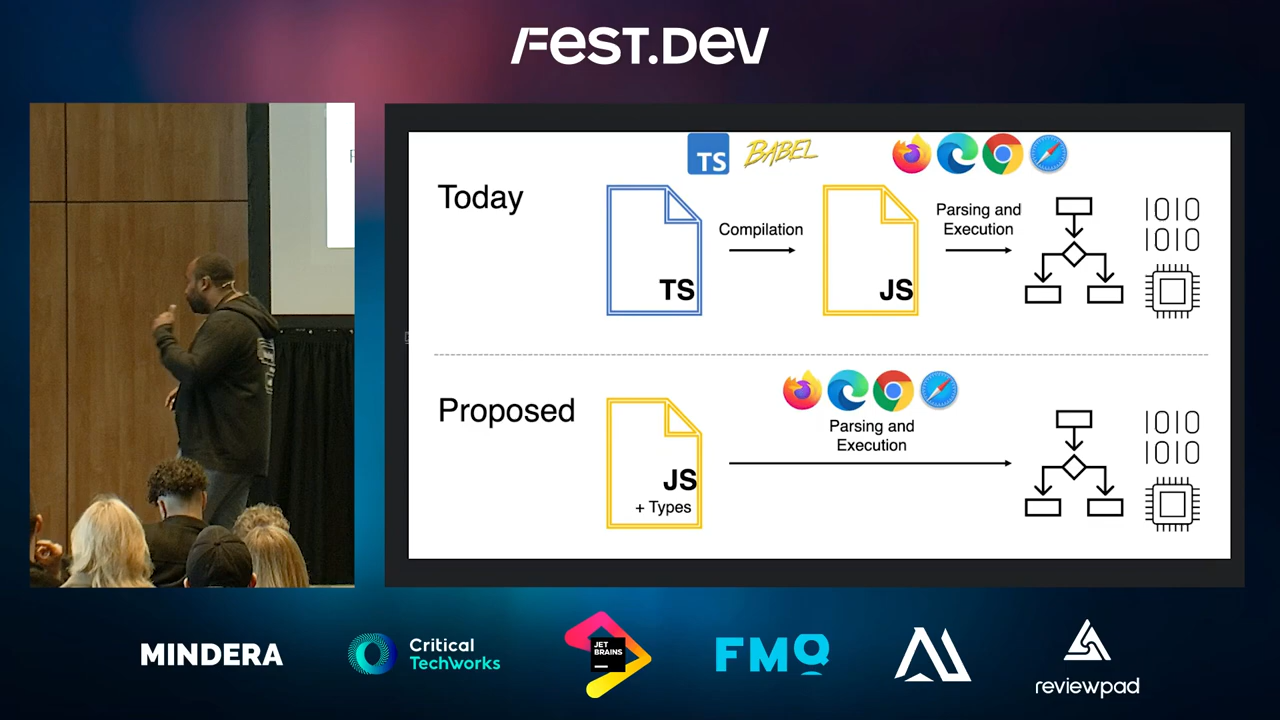 FEST.DEV
Today
TS
BABEL
TS
Compilation
JS
Parsing and
Execution
1010
1010
Proposed
JS
+ Types
Parsing and
Execution
1010
1010
MINDERA
Critical
TechWorks
JET
BRAINS
FMQ
reviewpad